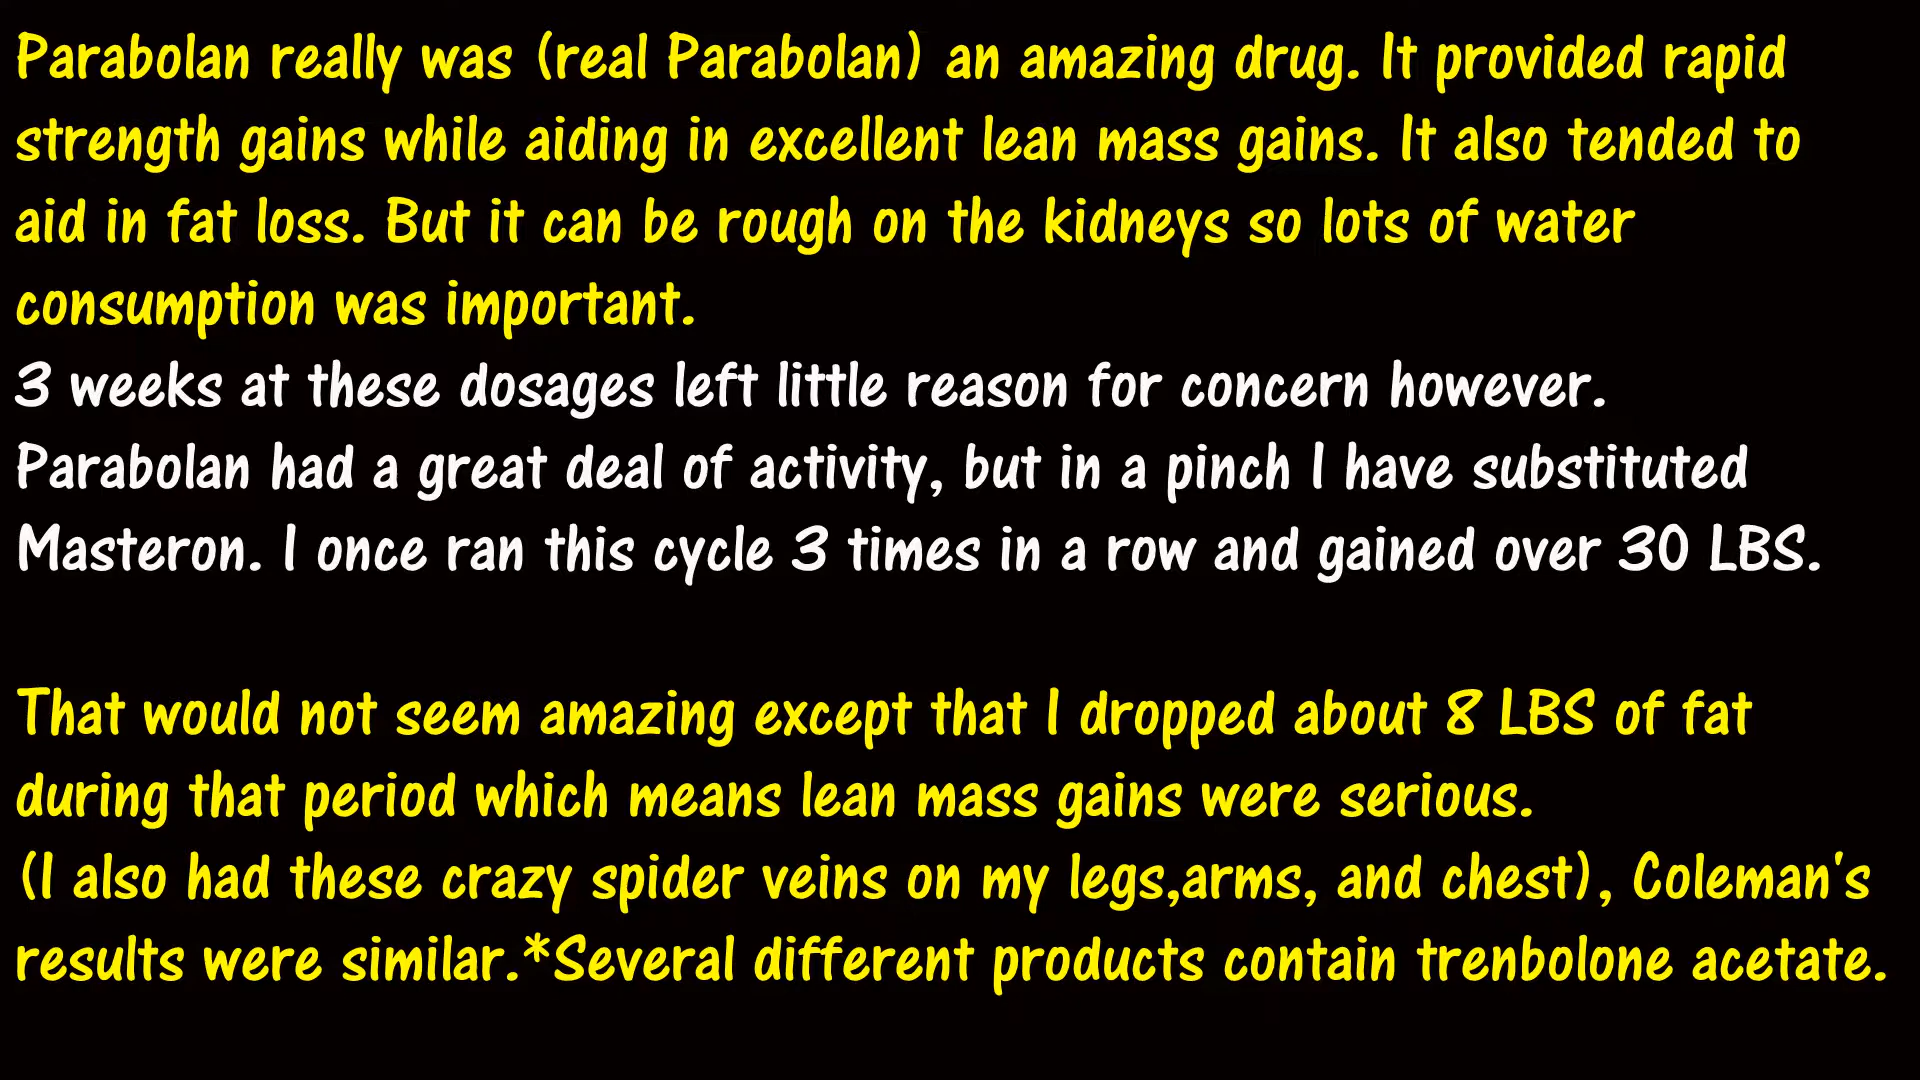 Parabolan really was (real Parabolan) an amazing drug. It provided rapid
strength gains while aiding in excellent lean mass gains. It also tended to
aid in fat loss. But it can be rough on the kidneys so lots of water
consumption was important.
3 weeks at these dosages left little reason for concern however.
Parabolan had a great deal of activity, but in a pinch I have substituted
Masteron. I once ran this cycle 3 times in a row and gained over 30 LBS.
That would not seem amazing except that I dropped about 8 LBS of fat
during that period which means lean mass gains were serious.
(I also had these crazy spider veins on my legs,arms, and chest), Coleman's
results were similar.*Several different products contain trenbolone acetate.